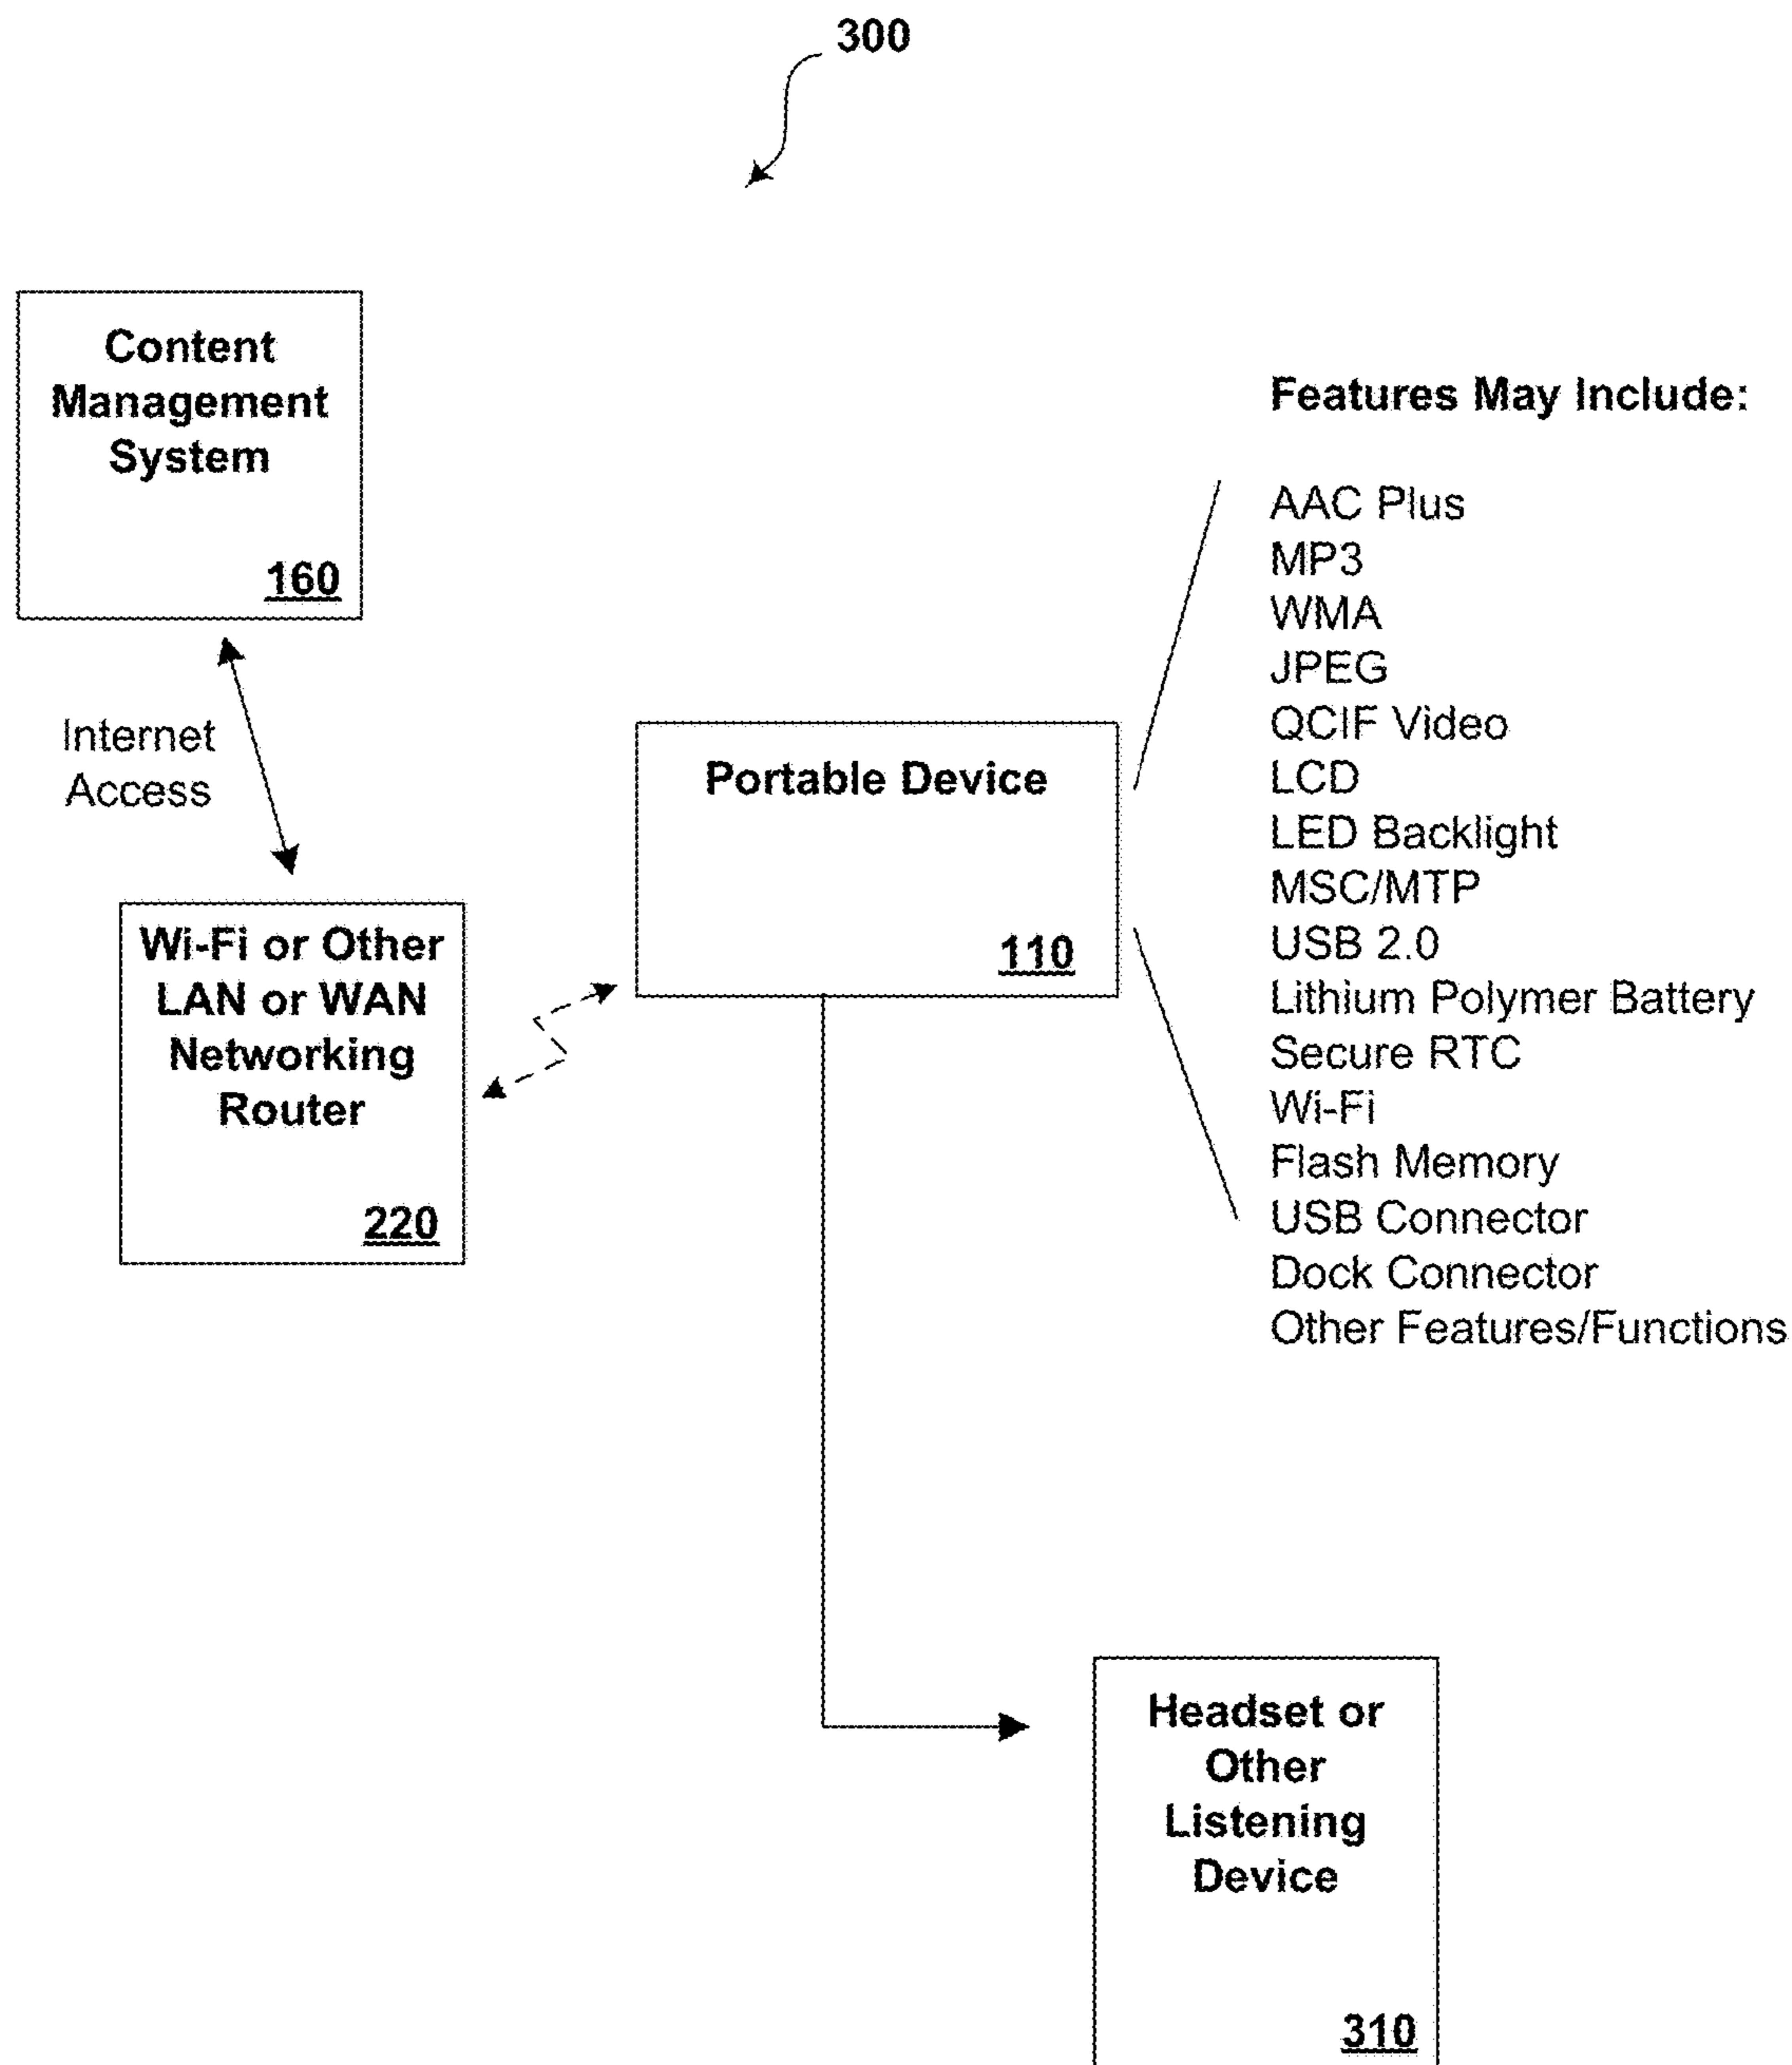 300
Content
Management
System
160
Internet
Access
Wi-Fi or Other
LAN or WAN
Networking
Router
220
Portable Device
110
Features May Include:
AAC Plus
MP3
WMA
JPEG
QCIF Video
LCD
LED Backlight
MSC/MTP
USB 2.0
Lithium Polymer Battery
Secure RTC
Wi-Fi
Flash Memory
USB Connector
Dock Connector
Other Features/Functions
Headset or
Other
Listening
Device
310